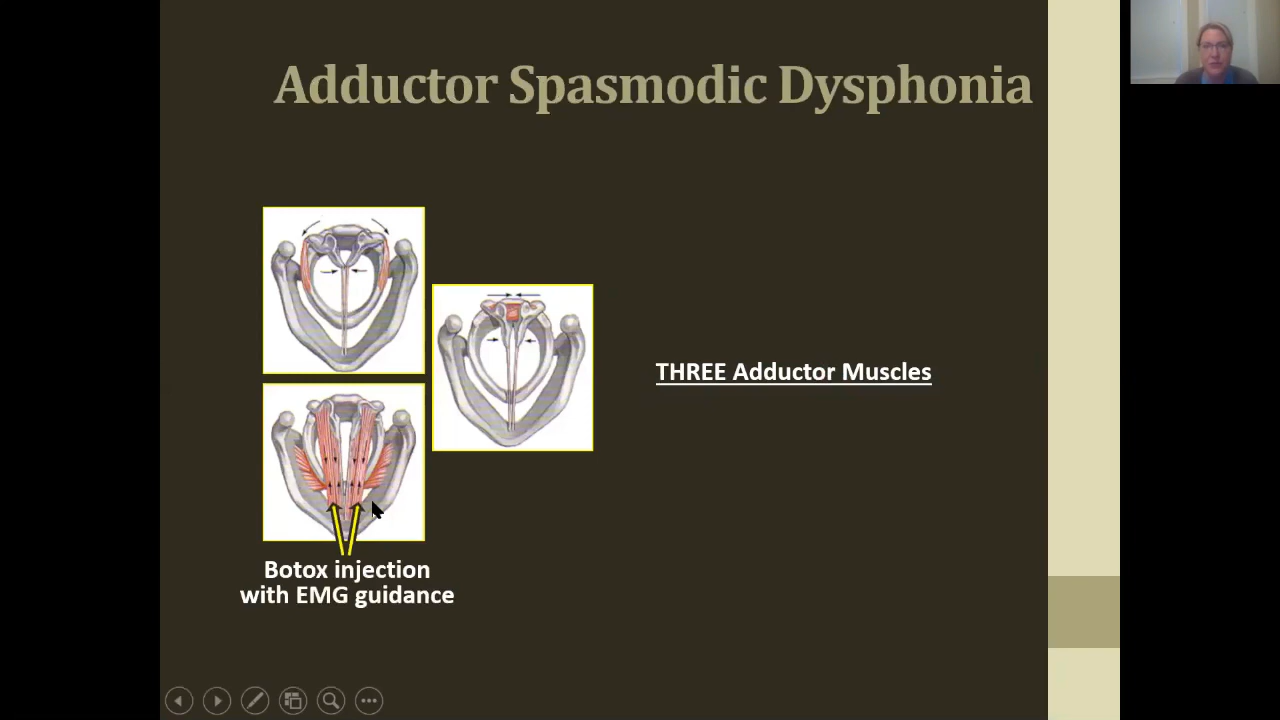 Adductor Spasmodic Dysphonia
THREE Adductor Muscles
Botox injection
with EMG guidance